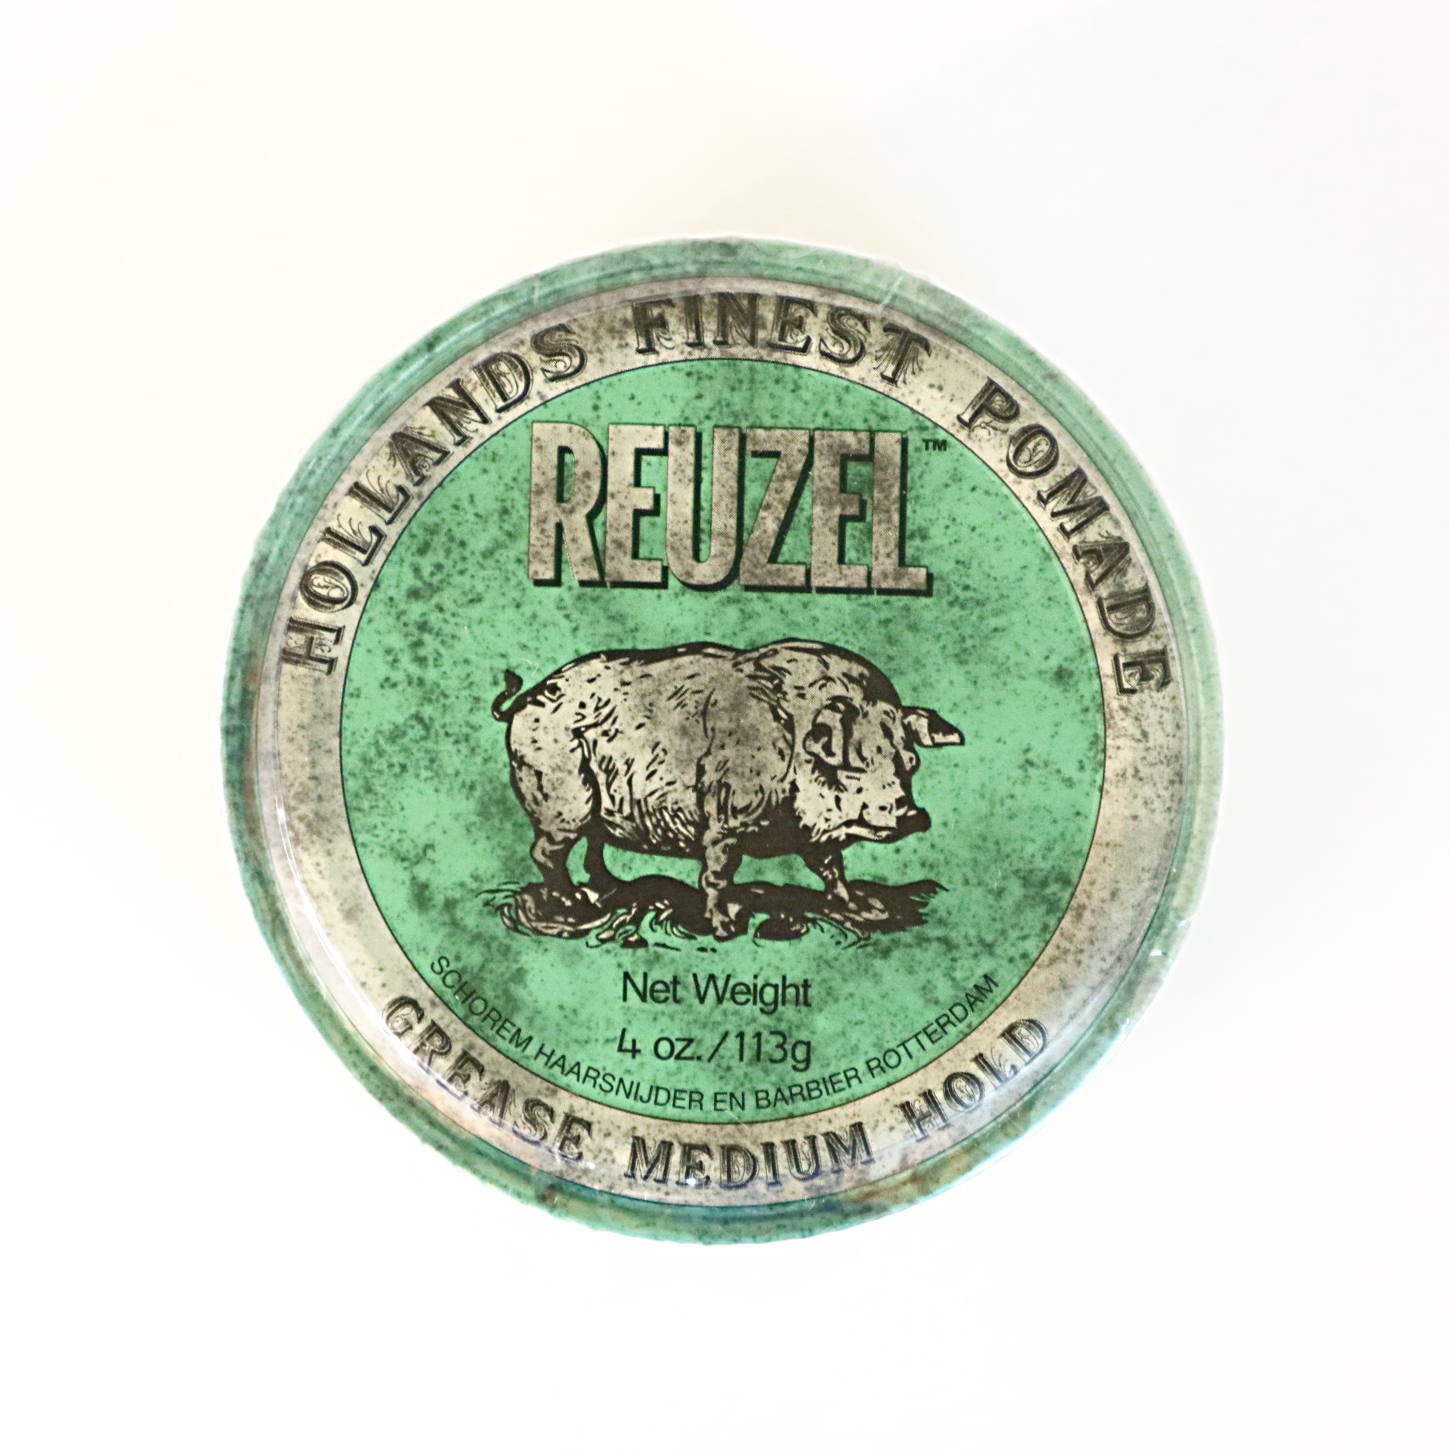 HOLLANDS FINEST POMADE
REUZEL™
Net Weight
4 oz./113g
SCHOREM HAARSNIJDER EN BARBIER ROTTERDAM
GREASE MEDIUM HOLD